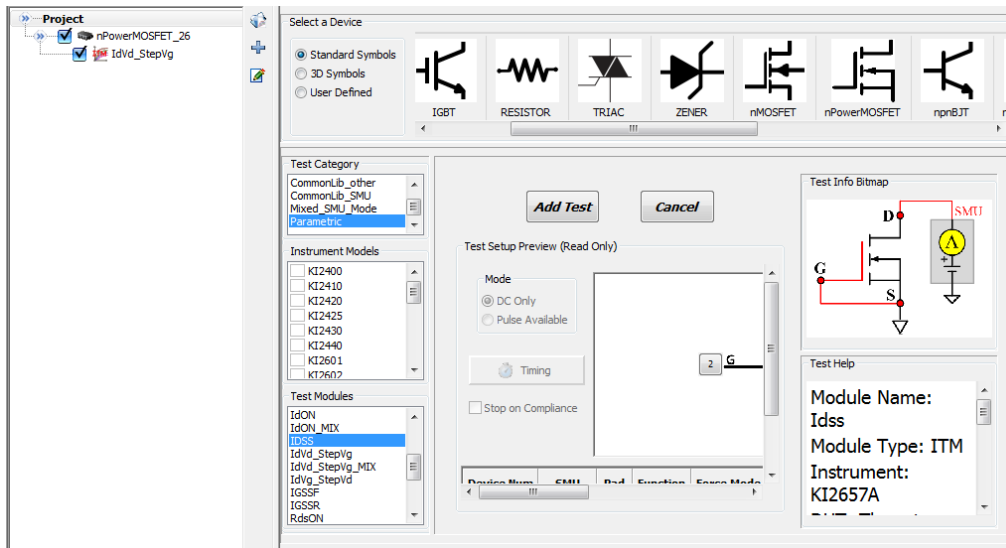 Project
nPowerMOSFET_26
IdVd_StepVg
Select a Device
Standard Symbols
3D Symbols
User Defined
IGBT
RESISTOR
TRIAC
ZENER
nMOSFET
nPowerMOSFET
npnBJT
Test Category
CommonLib_other
CommonLib_SMU
Mixed_SMU_Mode
Parametric
Instrument Models
KI2400
KI2410
KI2420
KI2425
KI2430
KI2440
KI2601
KI2602
Test Modules
IdON
IdON_MIX
IDSS
IdVd_StepVg
IdVd_StepVg_MIX
IdVg_StepVd
IGSSF
IGSSR
RdsON
Add Test
Cancel
Test Setup Preview (Read Only)
Mode
DC Only
Pulse Available
Timing
Stop on Compliance
2 G
Device Num SMU Pad Function Force Mode
Test Info Bitmap
D
SMU
A
G
S
Test Help
Module Name:
Idss
Module Type: ITM
Instrument:
KI2657A